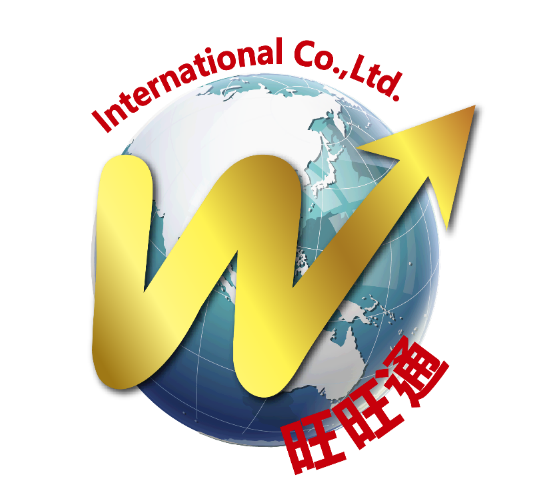 International Co.,Ltd.
W
旺旺通